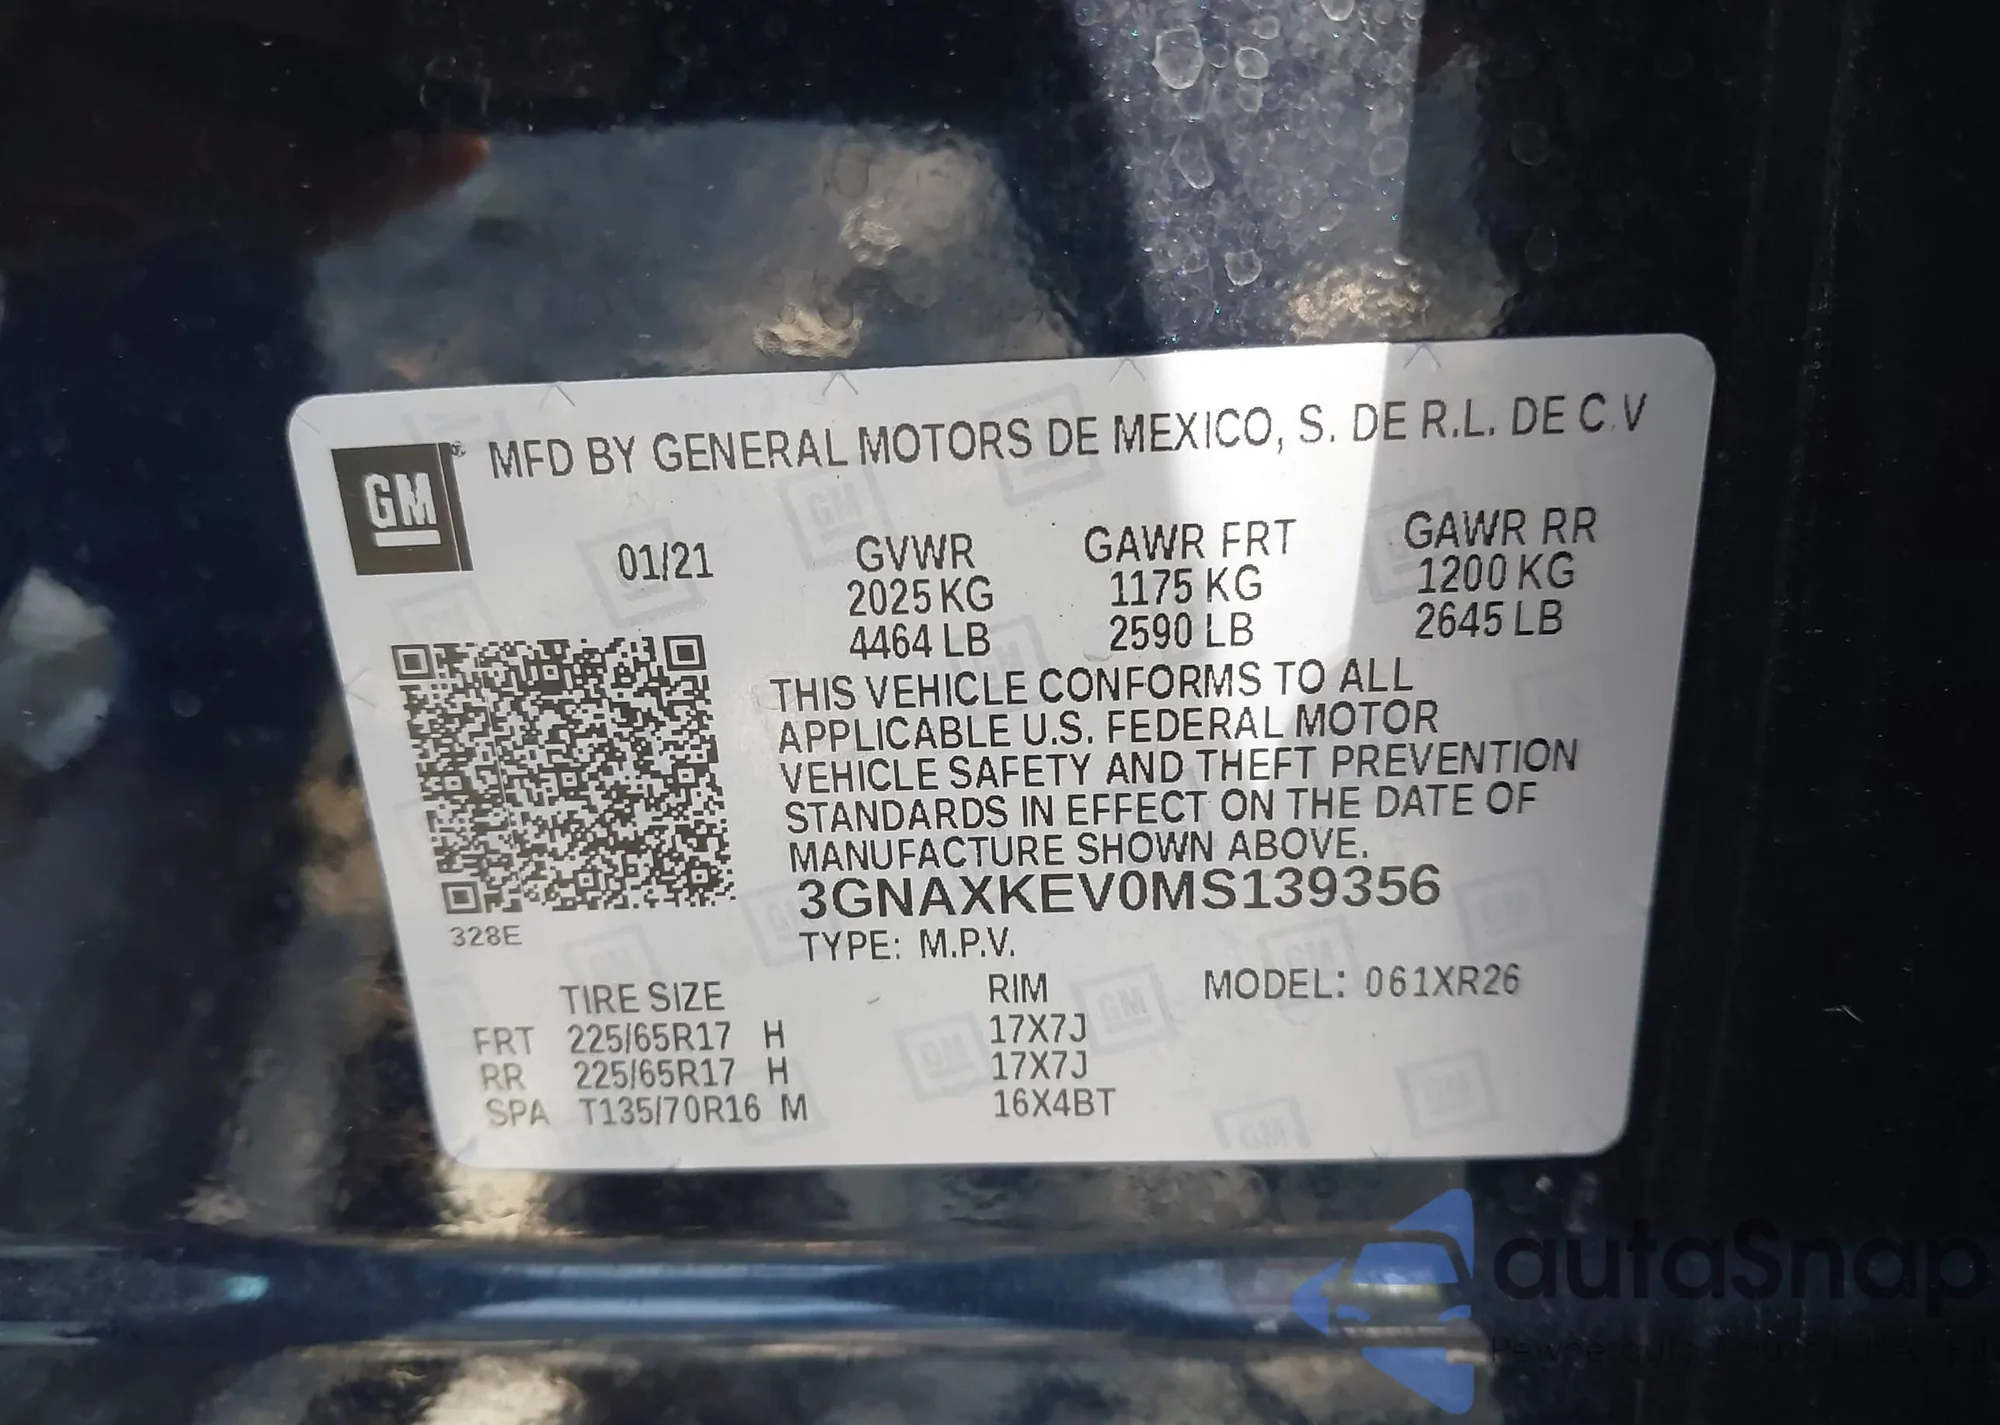 GM
MFD BY GENERAL MOTORS DE MEXICO, S. DE R.L. DE C.V
01/21
GVWR GAWR FRT GAWR RR
2025 KG 1175 KG 1200 KG
4464 LB 2590 LB 2645 LB
THIS VEHICLE CONFORMS TO ALL
APPLICABLE U.S. FEDERAL MOTOR
VEHICLE SAFETY AND THEFT PREVENTION
STANDARDS IN EFFECT ON THE DATE OF
MANUFACTURE SHOWN ABOVE.
3GNAXKEV0MS139356
328E
TYPE: M.P.V.
TIRE SIZE RIM MODEL: 061XR26
FRT 225/65R17 H 17X7J
RR 225/65R17 H 17X7J
SPA T135/70R16 M 16X4BT
autaSnap